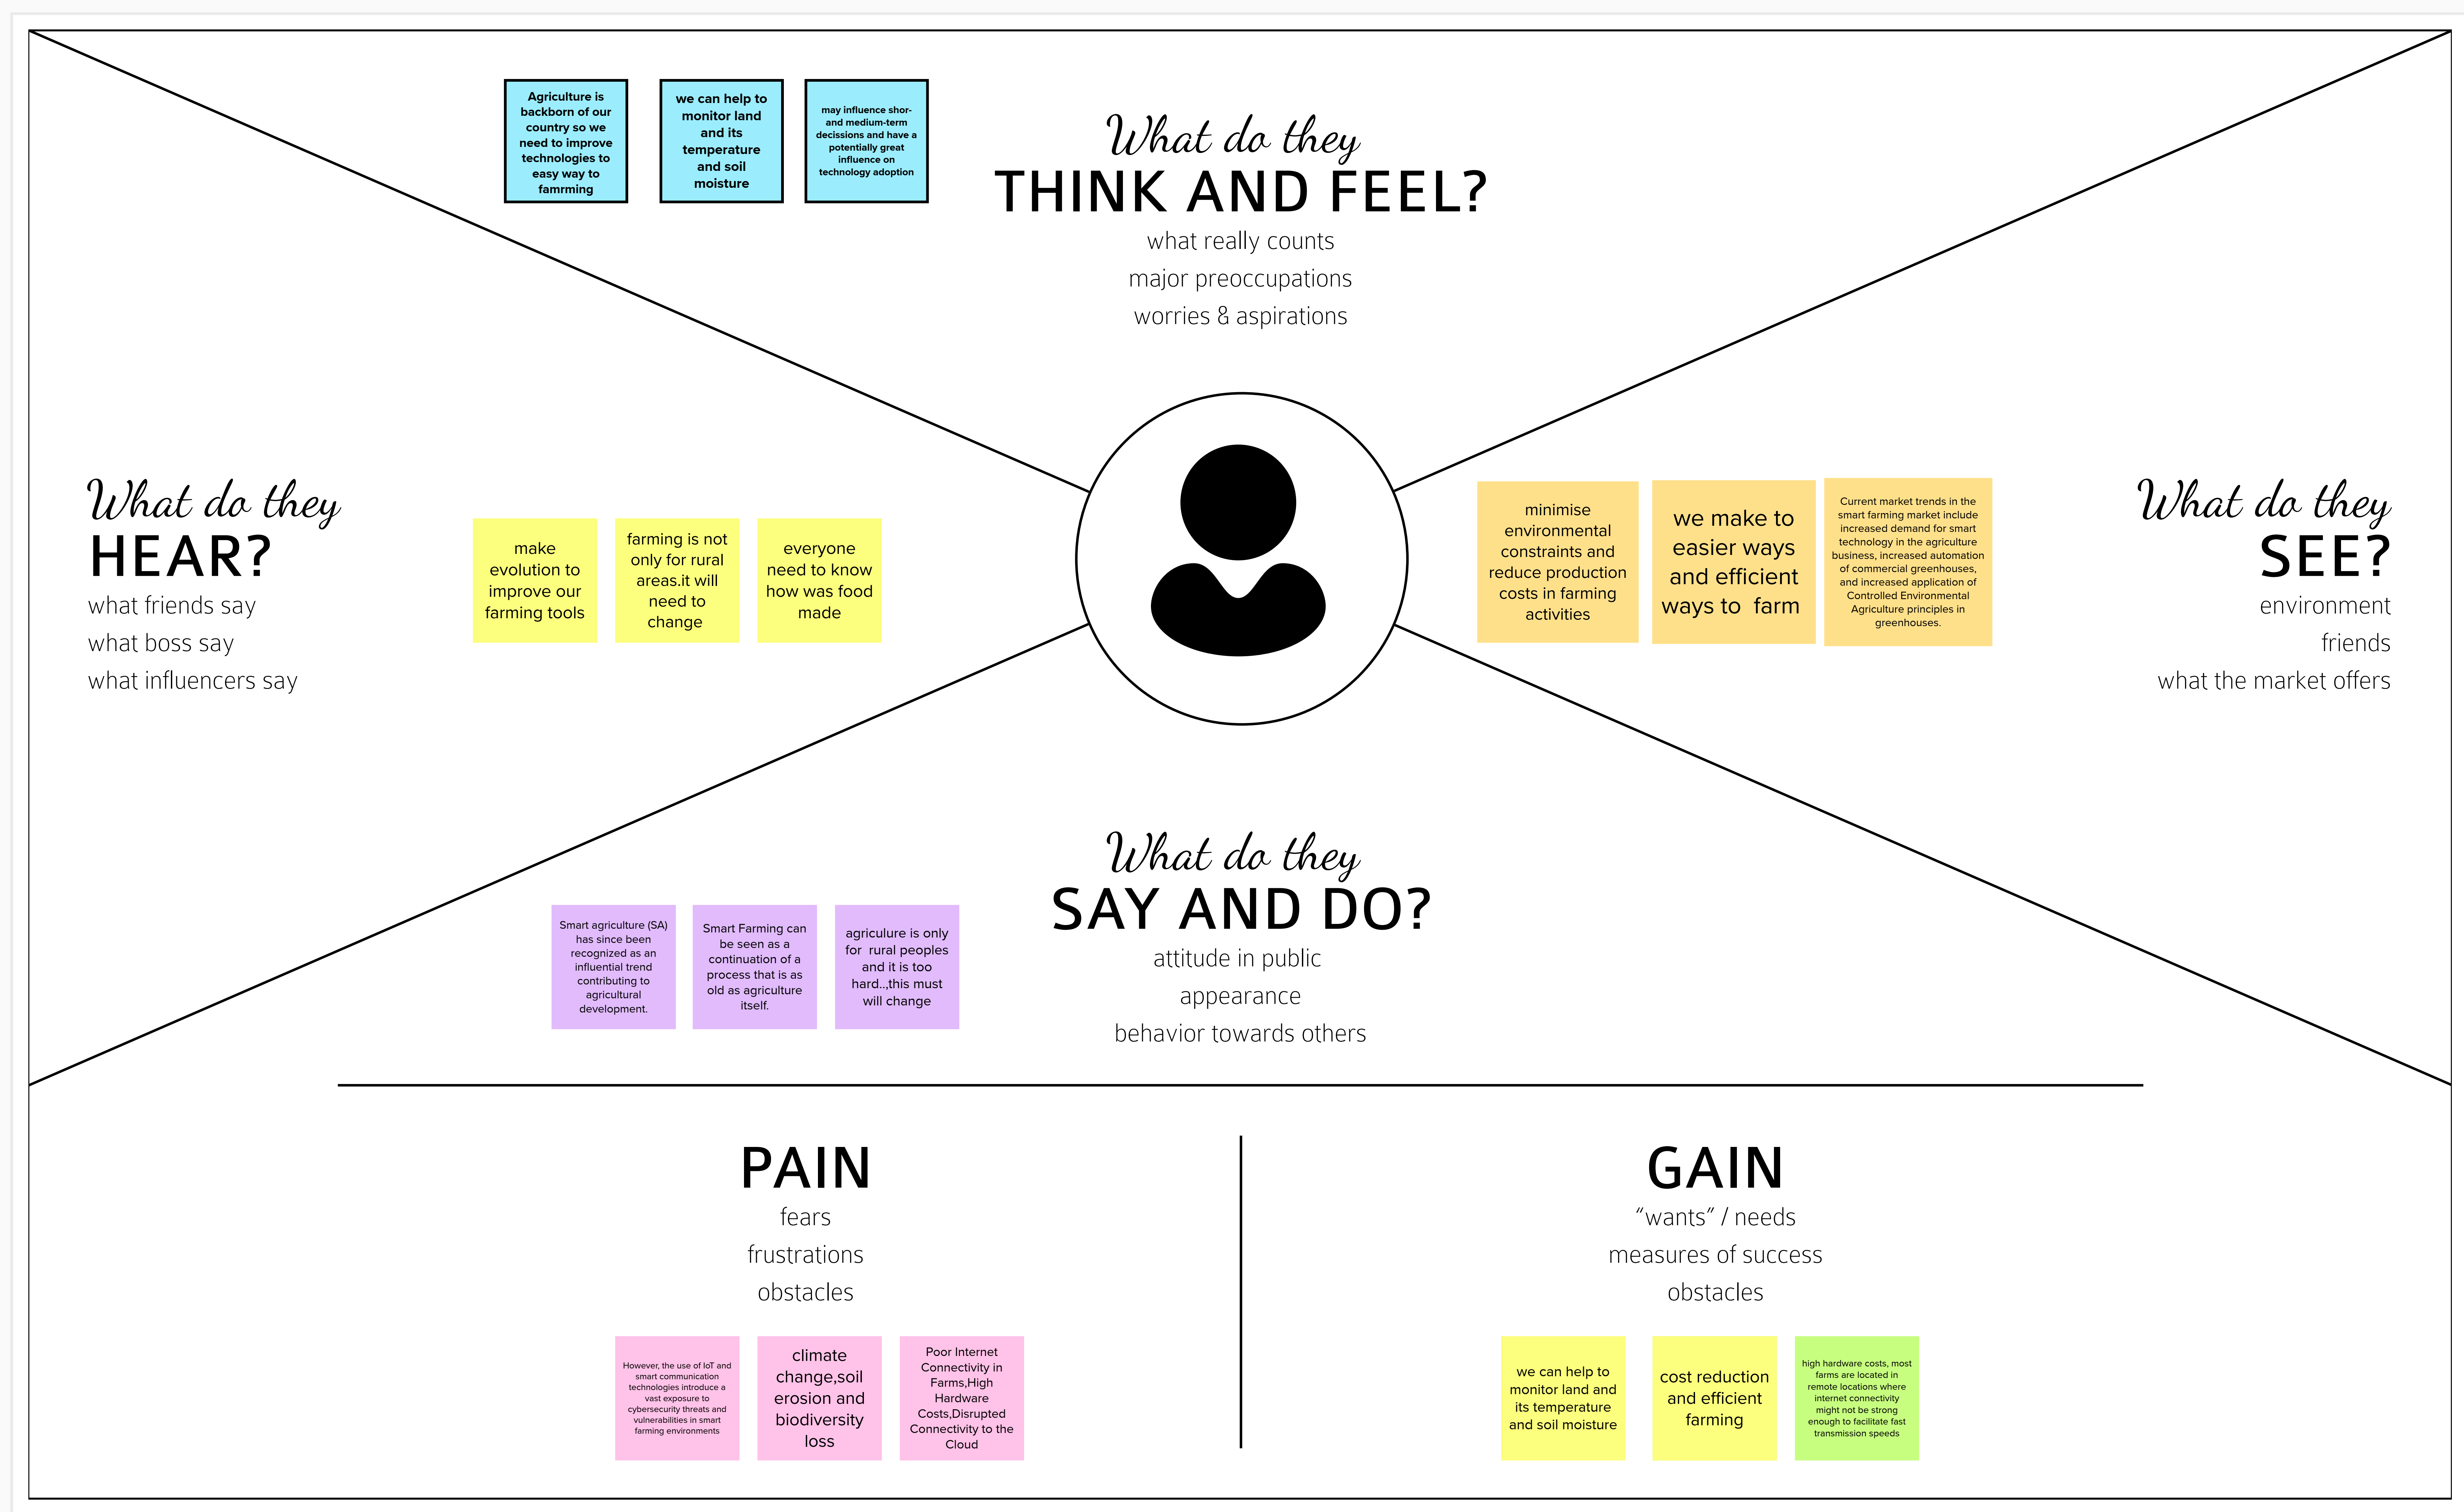 Agriculture is
backborn of our
country so we
need to improve
technologies to
easy way to
famrming
we can help to
monitor land
and its
temperature
and soil
moisture
may influence shor-
and medium-term
decissions and have a
potentially great
influence on
technology adoption
What do they
THINK AND FEEL?
what really counts
major preoccupations
worries & aspirations
What do they
HEAR?
what friends say
what boss say
what influencers say
make
evolution to
improve our
farming tools
farming is not
only for rural
areas.it will
need to
change
everyone
need to know
how was food
made
minimise
environmental
constraints and
reduce production
costs in farming
activities
we make to
easier ways
and efficient
ways to  farm
Current market trends in the
smart farming market include
increased demand for smart
technology in the agriculture
business, increased automation
of commercial greenhouses,
and increased application of
Controlled Environmental
Agriculture principles in
greenhouses.
What do they
SEE?
environment
friends
what the market offers
What do they
SAY AND DO?
attitude in public
appearance
behavior towards others
Smart agriculture (SA)
has since been
recognized as an
influential trend
contributing to
agricultural
development.
Smart Farming can
be seen as a
continuation of a
process that is as
old as agriculture
itself.
agriculure is only
for  rural peoples
and it is too
hard..,this must
will change
PAIN
fears
frustrations
obstacles
However, the use of IoT and
smart communication
technologies introduce a
vast exposure to
cybersecurity threats and
vulnerabilities in smart
farming environments
climate
change,soil
erosion and
biodiversity
loss
Poor Internet
Connectivity in
Farms,High
Hardware
Costs,Disrupted
Connectivity to the
Cloud
GAIN
“wants” / needs
measures of success
obstacles
we can help to
monitor land and
its temperature
and soil moisture
cost reduction
and efficient
farming
high hardware costs, most
farms are located in
remote locations where
internet connectivity
might not be strong
enough to facilitate fast
transmission speeds